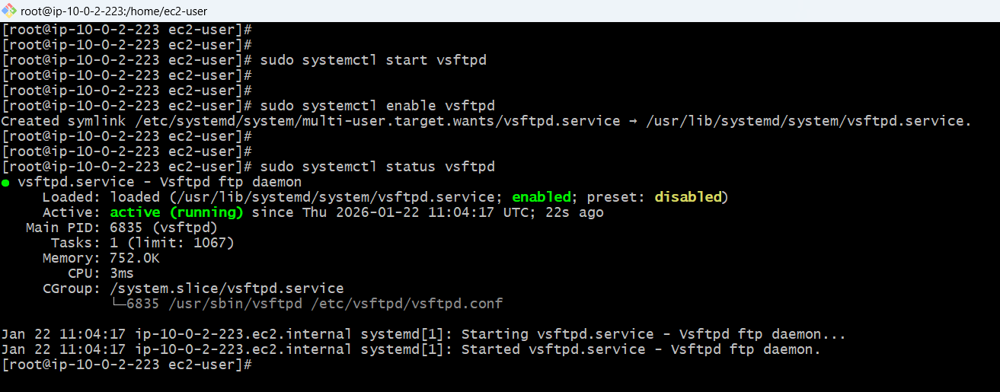 root@ip-10-0-2-223:/home/ec2-user
[root@ip-10-0-2-223 ec2-user]#
[root@ip-10-0-2-223 ec2-user]#
[root@ip-10-0-2-223 ec2-user]# sudo systemctl start vsftpd
[root@ip-10-0-2-223 ec2-user]#
[root@ip-10-0-2-223 ec2-user]#
[root@ip-10-0-2-223 ec2-user]# sudo systemctl enable vsftpd
Created symlink /etc/systemd/system/multi-user.target.wants/vsftpd.service → /usr/lib/systemd/system/vsftpd.service.
[root@ip-10-0-2-223 ec2-user]#
[root@ip-10-0-2-223 ec2-user]#
[root@ip-10-0-2-223 ec2-user]# sudo systemctl status vsftpd
● vsftpd.service - Vsftpd ftp daemon
     Loaded: loaded (/usr/lib/systemd/system/vsftpd.service; enabled; preset: disabled)
     Active: active (running) since Thu 2026-01-22 11:04:17 UTC; 22s ago
   Main PID: 6835 (vsftpd)
      Tasks: 1 (limit: 1067)
     Memory: 752.0K
        CPU: 3ms
     CGroup: /system.slice/vsftpd.service
             └─6835 /usr/sbin/vsftpd /etc/vsftpd/vsftpd.conf
Jan 22 11:04:17 ip-10-0-2-223.ec2.internal systemd[1]: Starting vsftpd.service - Vsftpd ftp daemon...
Jan 22 11:04:17 ip-10-0-2-223.ec2.internal systemd[1]: Started vsftpd.service - Vsftpd ftp daemon.
[root@ip-10-0-2-223 ec2-user]#